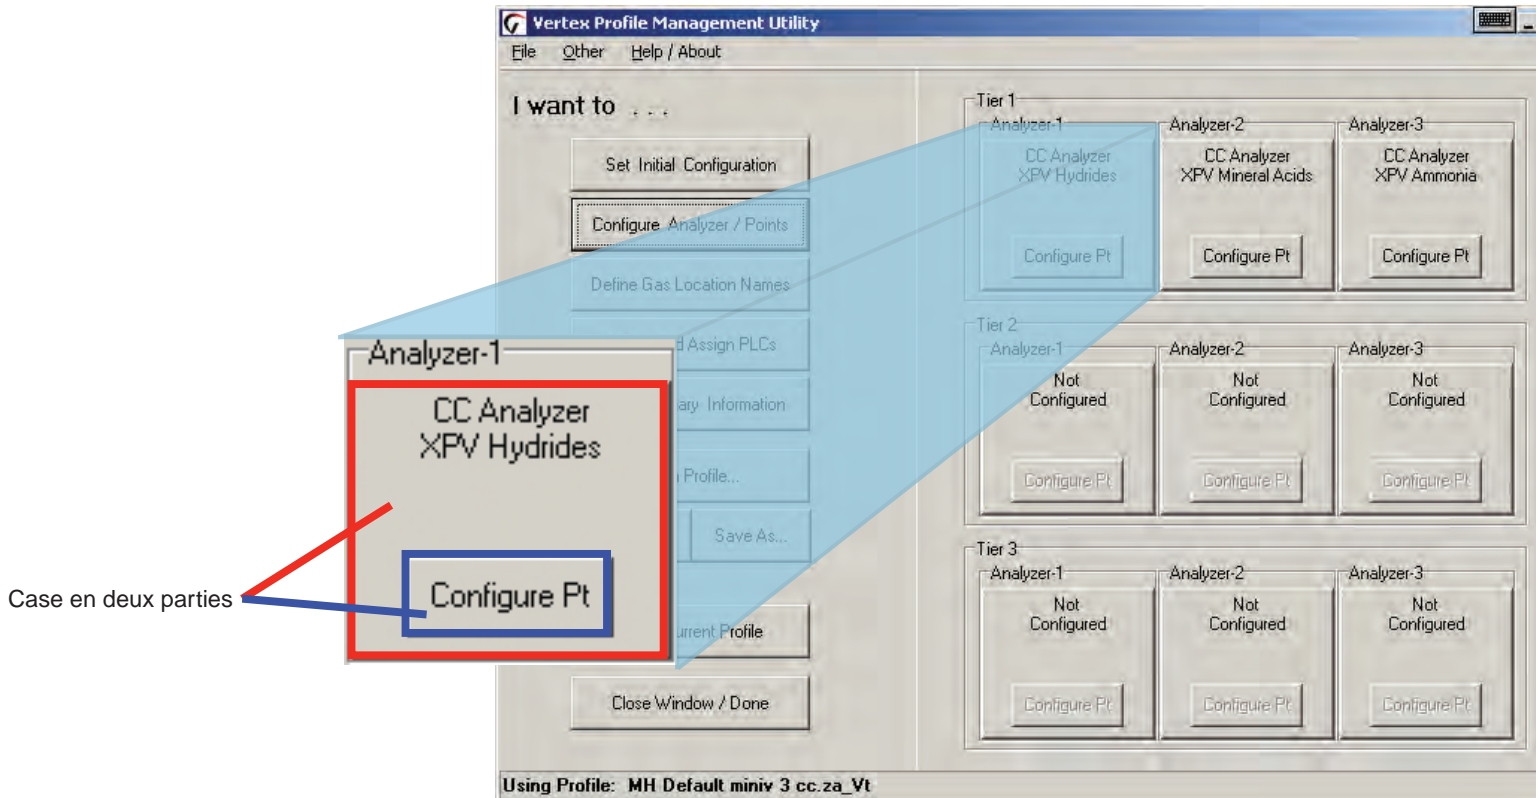 Vertex Profile Management Utility
File Other Help / About
I want to . . .
Set Initial Configuration
Configure Analyzer / Points
Define Gas Location Names
d Assign PLCs
ary Information
Profile...
Save As...
urrent Profile
Close Window / Done
Tier 1
Analyzer-1
CC Analyzer
XPV Hydrides
Configure Pt
Analyzer-2
CC Analyzer
XPV Mineral Acids
Configure Pt
Analyzer-3
CC Analyzer
XPV Ammonia
Configure Pt
Tier 2
Analyzer-1
Not
Configured
Configure Pt
Analyzer-2
Not
Configured
Configure Pt
Analyzer-3
Not
Configured
Configure Pt
Tier 3
Analyzer-1
Not
Configured
Configure Pt
Analyzer-2
Not
Configured
Configure Pt
Analyzer-3
Not
Configured
Configure Pt
Analyzer-1
CC Analyzer
XPV Hydrides
Configure Pt
Case en deux parties
Using Profile: MH Default miniv 3 cc.za_Vt